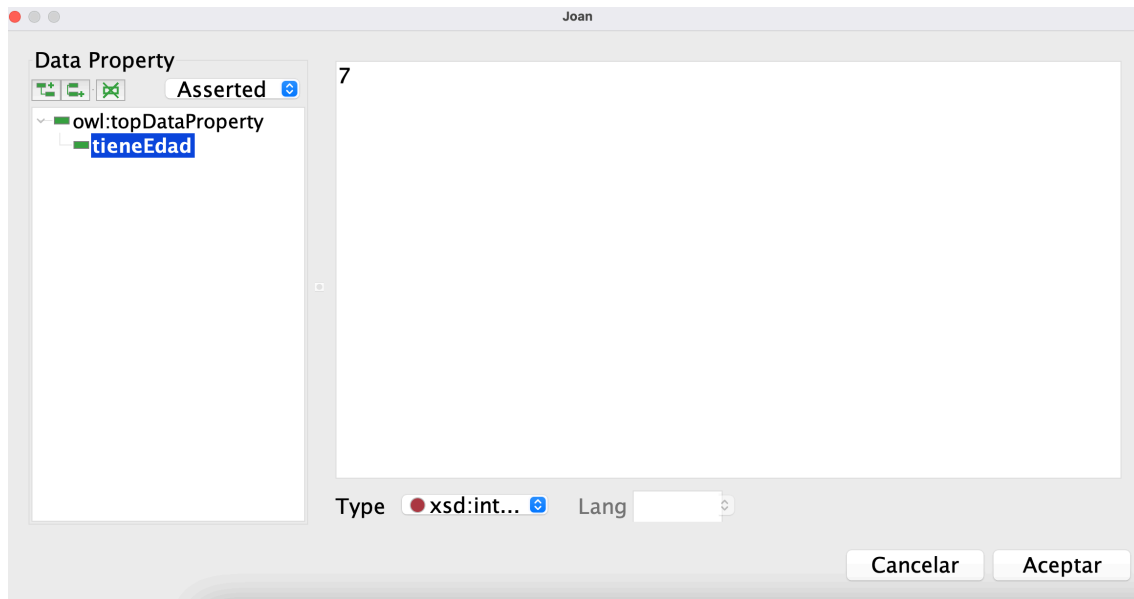 Joan
Data Property
Asserted
owl:topDataProperty
tieneEdad
7
Type xsd:int... Lang
Cancelar Aceptar